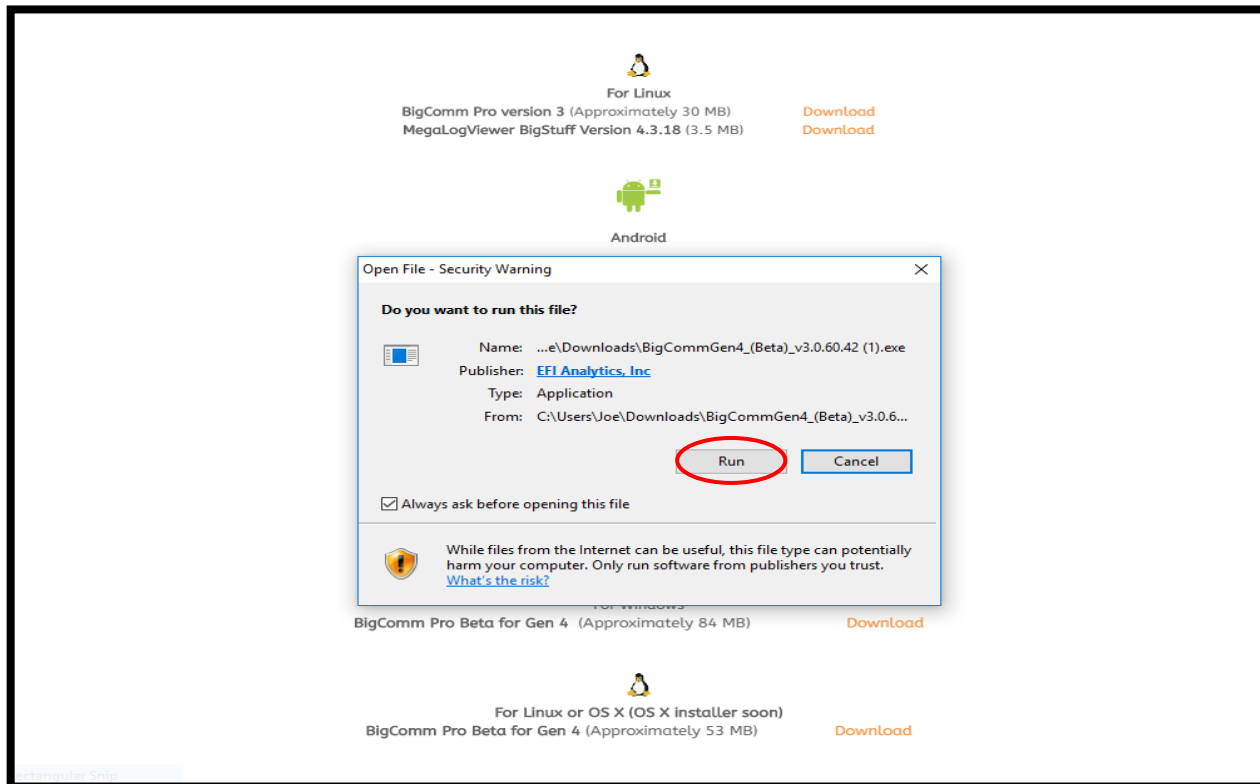 For Linux
BigComm Pro version 3 (Approximately 30 MB) Download
MegaLogViewer BigStuff Version 4.3.18 (3.5 MB) Download
Android
Open File - Security Warning
Do you want to run this file?
Name: ...e\Downloads\BigCommGen4_(Beta)_v3.0.60.42 (1).exe
Publisher: EFI Analytics, Inc
Type: Application
From: C:\Users\Joe\Downloads\BigCommGen4_(Beta)_v3.0.6...
Run Cancel
Always ask before opening this file
While files from the Internet can be useful, this file type can potentially
harm your computer. Only run software from publishers you trust.
What's the risk?
For Windows
BigComm Pro Beta for Gen 4 (Approximately 84 MB) Download
For Linux or OS X (OS X installer soon)
BigComm Pro Beta for Gen 4 (Approximately 53 MB) Download
Snip